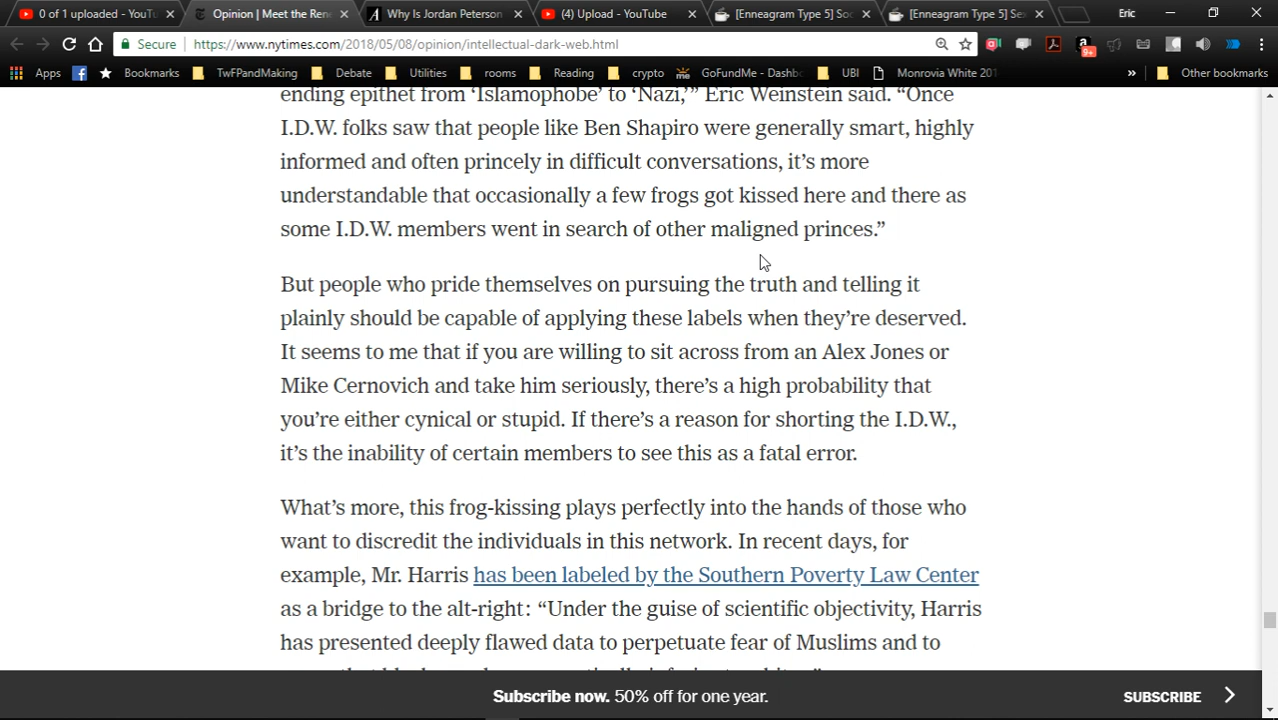 0 of 1 uploaded - YouTu
Opinion | Meet the Ren
Why Is Jordan Peterson
(4) Upload - YouTube
[Enneagram Type 5] Soc
[Enneagram Type 5] Sex
Eric
Secure
https://www.nytimes.com/2018/05/08/opinion/intellectual-dark-web.html
9+
Apps
Bookmarks
TwFPandMaking
Debate
Utilities
rooms
Reading
crypto
me
GoFundMe - Dashbo
UBI
Monrovia White 201
»
Other bookmarks
ending epithet from ‘Islamophobe’ to ‘Nazi,’” Eric Weinstein said. “Once
I.D.W. folks saw that people like Ben Shapiro were generally smart, highly
informed and often princely in difficult conversations, it’s more
understandable that occasionally a few frogs got kissed here and there as
some I.D.W. members went in search of other maligned princes.”
But people who pride themselves on pursuing the truth and telling it
plainly should be capable of applying these labels when they’re deserved.
It seems to me that if you are willing to sit across from an Alex Jones or
Mike Cernovich and take him seriously, there’s a high probability that
you’re either cynical or stupid. If there’s a reason for shorting the I.D.W.,
it’s the inability of certain members to see this as a fatal error.
What’s more, this frog-kissing plays perfectly into the hands of those who
want to discredit the individuals in this network. In recent days, for
example, Mr. Harris has been labeled by the Southern Poverty Law Center
as a bridge to the alt-right: “Under the guise of scientific objectivity, Harris
has presented deeply flawed data to perpetuate fear of Muslims and to
Subscribe now. 50% off for one year.
SUBSCRIBE